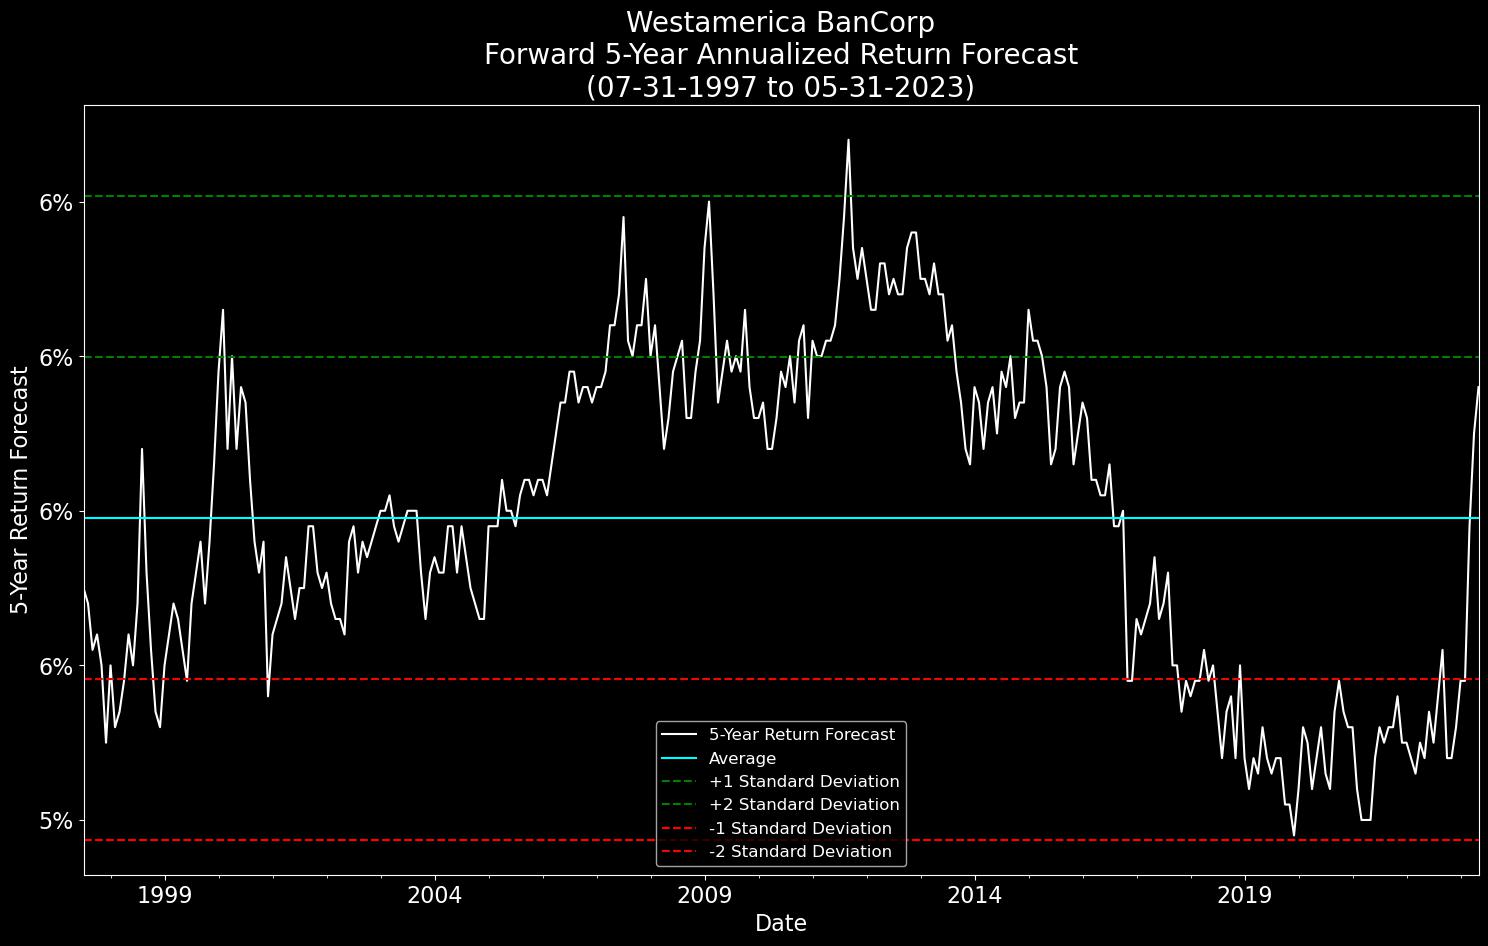 Westamerica BanCorp
Forward 5-Year Annualized Return Forecast
(07-31-1997 to 05-31-2023)
5-Year Return Forecast
6%
6%
6%
6%
5%
5-Year Return Forecast
Average
+1 Standard Deviation
+2 Standard Deviation
-1 Standard Deviation
-2 Standard Deviation
1999 2004 2009 2014 2019
Date